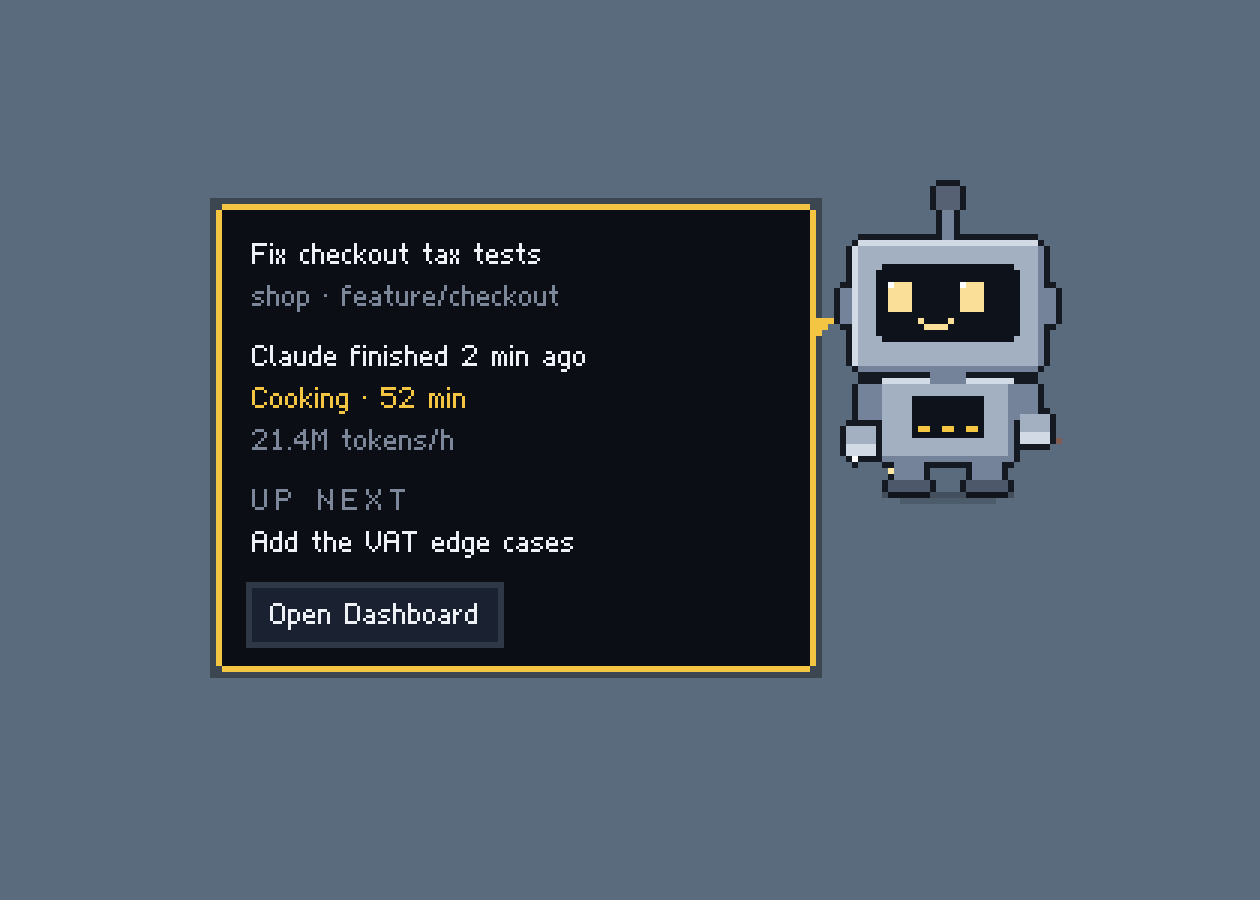 Fix checkout tax tests
shop · feature/checkout
Claude finished 2 min ago
Cooking · 52 min
21.4M tokens/h
UP NEXT
Add the VAT edge cases
Open Dashboard